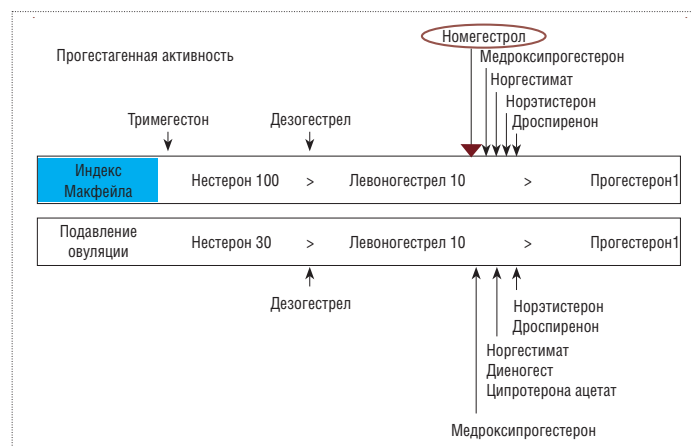 Номегестрол
Прогестагенная активность
Медроксипрогестерон
Норгестимат
Норэтистерон
Тримегестон
Дезогестрел
Дроспиренон
Индекс
Макфейла
Нестерон 100 > Левоногестрел 10 > Прогестерон1
Подавление
овуляции
Нестерон 30 > Левоногестрел 10 > Прогестерон1
Дезогестрел
Норэтистерон
Дроспиренон
Норгестимат
Диеногест
Ципротерона ацетат
Медроксипрогестерон